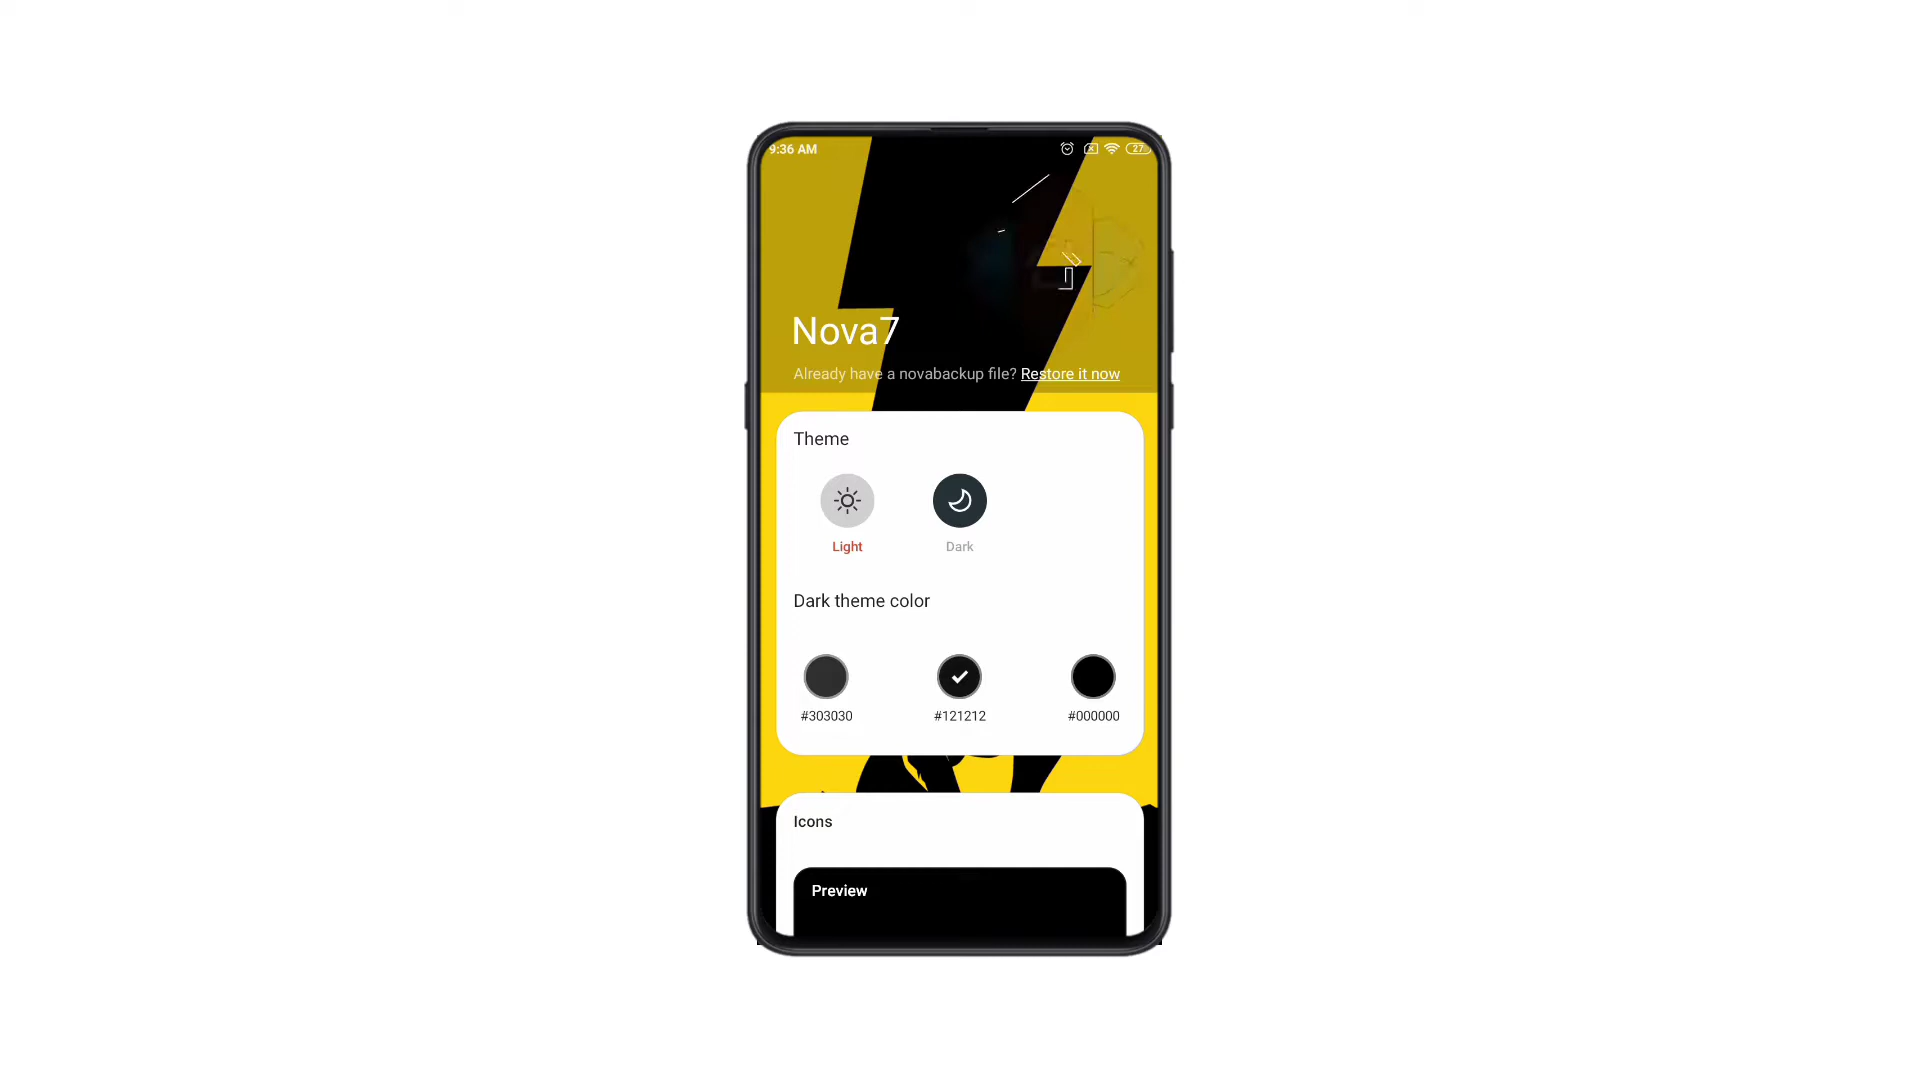 9:36 AM 27
Nova7
Already have a novabackup file? Restore it now
Theme
Light Dark
Dark theme color
#303030 #121212 #000000
Icons
Preview